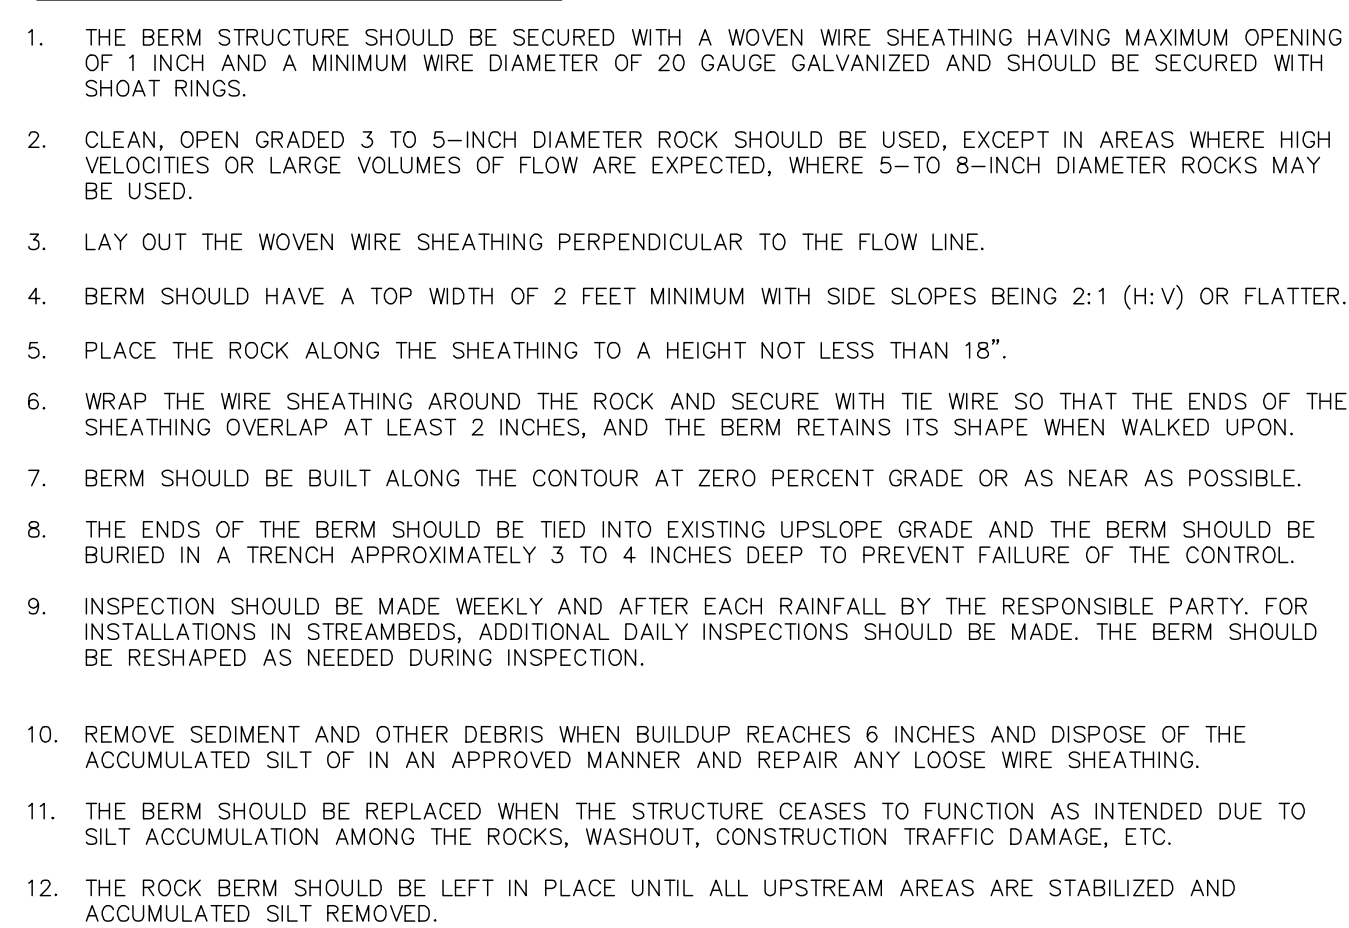 1. THE BERM STRUCTURE SHOULD BE SECURED WITH A WOVEN WIRE SHEATHING HAVING MAXIMUM OPENING
OF 1 INCH AND A MINIMUM WIRE DIAMETER OF 20 GAUGE GALVANIZED AND SHOULD BE SECURED WITH
SHOAT RINGS.
2. CLEAN, OPEN GRADED 3 TO 5–INCH DIAMETER ROCK SHOULD BE USED, EXCEPT IN AREAS WHERE HIGH
VELOCITIES OR LARGE VOLUMES OF FLOW ARE EXPECTED, WHERE 5–TO 8–INCH DIAMETER ROCKS MAY
BE USED.
3. LAY OUT THE WOVEN WIRE SHEATHING PERPENDICULAR TO THE FLOW LINE.
4. BERM SHOULD HAVE A TOP WIDTH OF 2 FEET MINIMUM WITH SIDE SLOPES BEING 2:1 (H:V) OR FLATTER.
5. PLACE THE ROCK ALONG THE SHEATHING TO A HEIGHT NOT LESS THAN 18”.
6. WRAP THE WIRE SHEATHING AROUND THE ROCK AND SECURE WITH TIE WIRE SO THAT THE ENDS OF THE
SHEATHING OVERLAP AT LEAST 2 INCHES, AND THE BERM RETAINS ITS SHAPE WHEN WALKED UPON.
7. BERM SHOULD BE BUILT ALONG THE CONTOUR AT ZERO PERCENT GRADE OR AS NEAR AS POSSIBLE.
8. THE ENDS OF THE BERM SHOULD BE TIED INTO EXISTING UPSLOPE GRADE AND THE BERM SHOULD BE
BURIED IN A TRENCH APPROXIMATELY 3 TO 4 INCHES DEEP TO PREVENT FAILURE OF THE CONTROL.
9. INSPECTION SHOULD BE MADE WEEKLY AND AFTER EACH RAINFALL BY THE RESPONSIBLE PARTY. FOR
INSTALLATIONS IN STREAMBEDS, ADDITIONAL DAILY INSPECTIONS SHOULD BE MADE. THE BERM SHOULD
BE RESHAPED AS NEEDED DURING INSPECTION.
10. REMOVE SEDIMENT AND OTHER DEBRIS WHEN BUILDUP REACHES 6 INCHES AND DISPOSE OF THE
ACCUMULATED SILT OF IN AN APPROVED MANNER AND REPAIR ANY LOOSE WIRE SHEATHING.
11. THE BERM SHOULD BE REPLACED WHEN THE STRUCTURE CEASES TO FUNCTION AS INTENDED DUE TO
SILT ACCUMULATION AMONG THE ROCKS, WASHOUT, CONSTRUCTION TRAFFIC DAMAGE, ETC.
12. THE ROCK BERM SHOULD BE LEFT IN PLACE UNTIL ALL UPSTREAM AREAS ARE STABILIZED AND
ACCUMULATED SILT REMOVED.